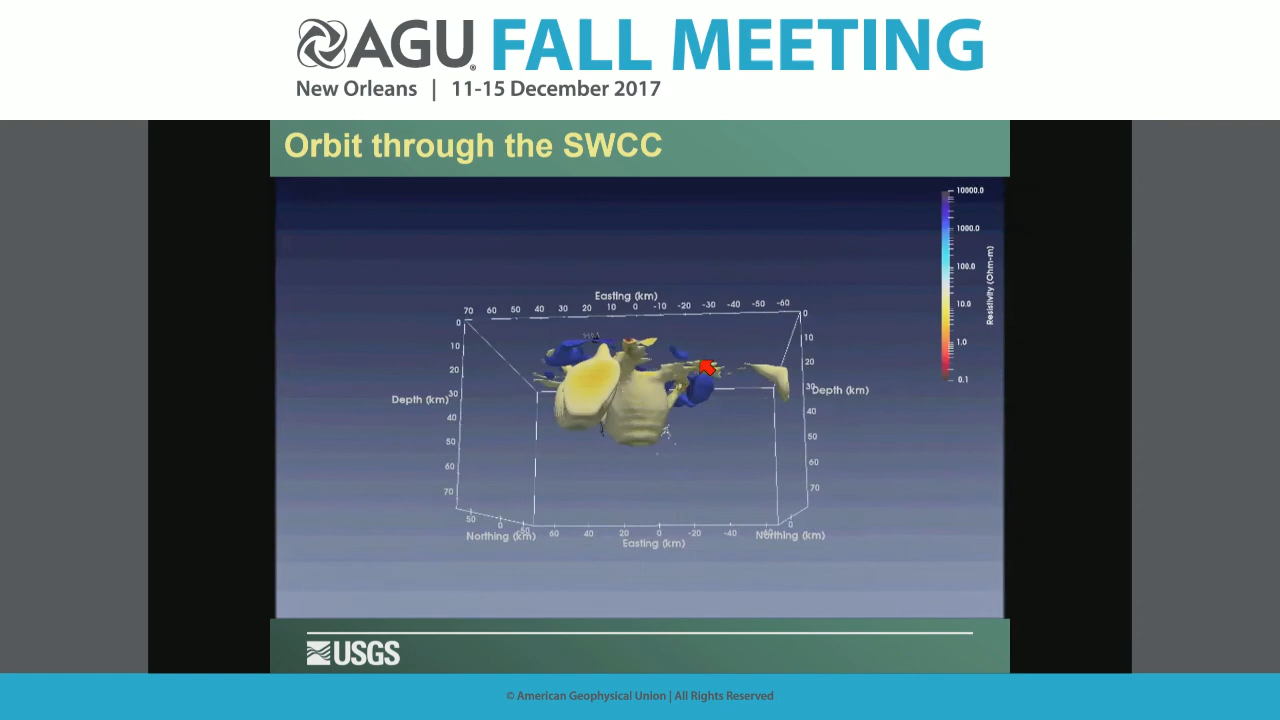 AGU FALL MEETING
New Orleans | 11-15 December 2017
Orbit through the SWCC
10000.0
1000.0
100.0
10.0
1.0
0.1
Resistivity (Ohm-m)
Easting (km)
70 60 50 40 30 20 10 0 -10 -20 -30 -40 -50 -60
0 10 20 30 40 50 60 70
Depth (km)
0 10 20 30 40 50 60 70
Depth (km)
50 0 -50
Northing (km)
60 40 20 0 -20 -40 -60
Easting (km)
0
Northing (km)
USGS
© American Geophysical Union | All Rights Reserved